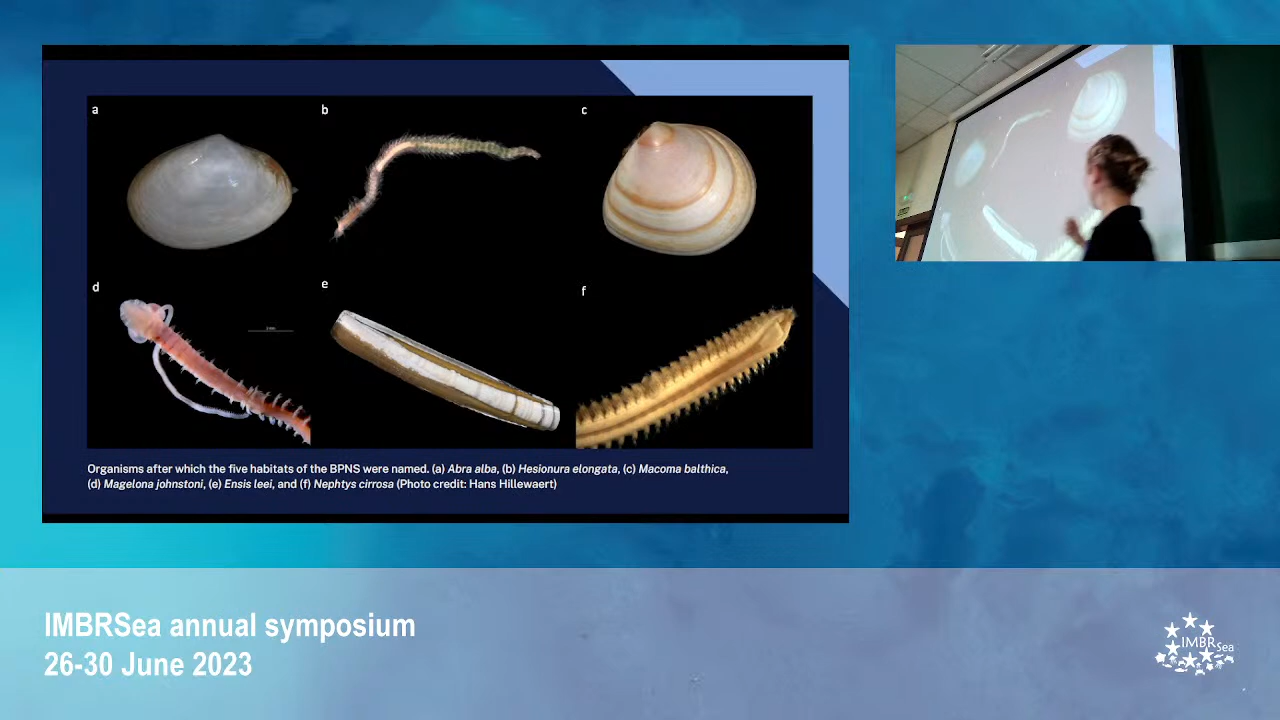 a
b
c
d
e
f
Organisms after which the five habitats of the BPNS were named. (a) Abra alba, (b) Hesionura elongata, (c) Macoma balthica,
(d) Magelona johnstoni, (e) Ensis leei, and (f) Nephtys cirrosa (Photo credit: Hans Hillewaert)
IMBRSea annual symposium
26-30 June 2023
IMBRSea